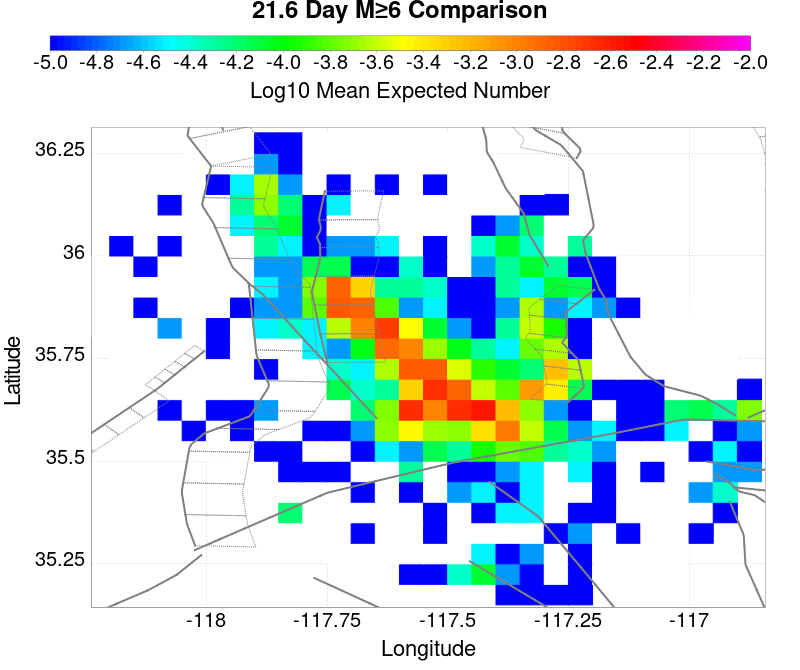 21.6 Day M≥6 Comparison
-5.0 -4.8 -4.6 -4.4 -4.2 -4.0 -3.8 -3.6 -3.4 -3.2 -3.0 -2.8 -2.6 -2.4 -2.2 -2.0
Log10 Mean Expected Number
36.25
36
35.75
35.5
35.25
Latitude
-118 -117.75 -117.5 -117.25 -117
Longitude